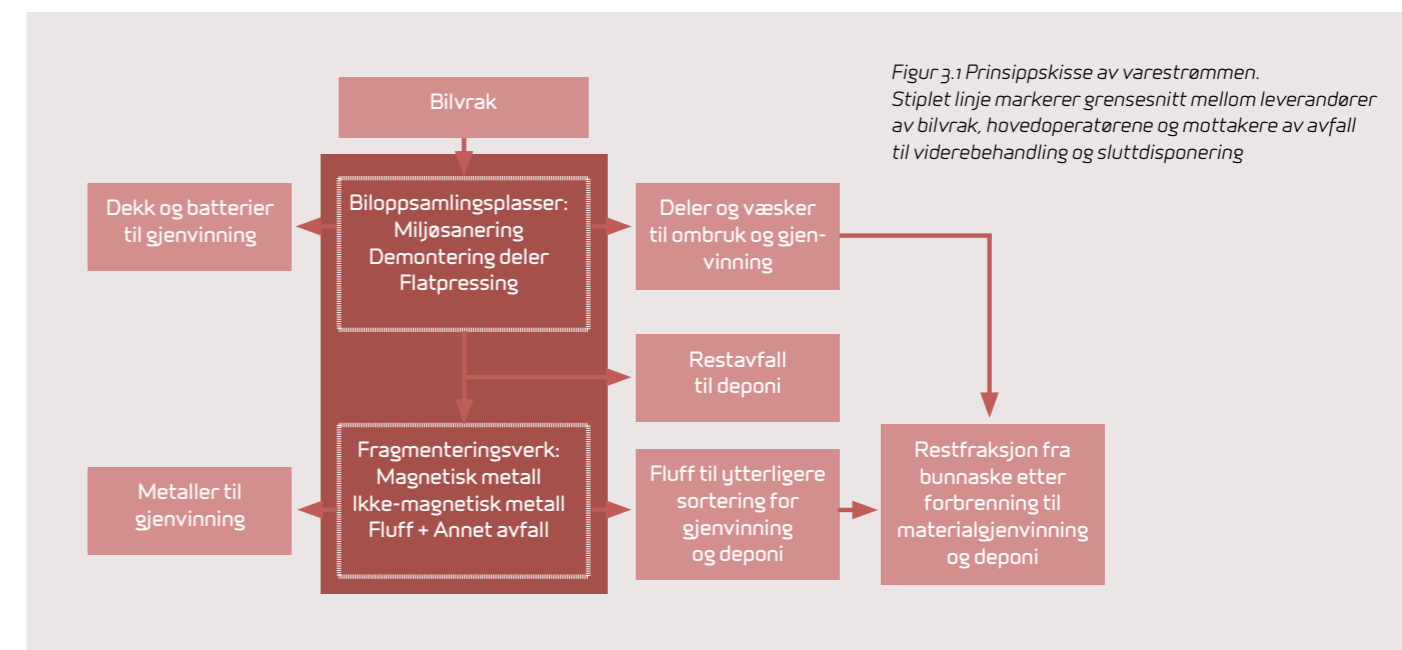 Figur 3.1 Prinsippskisse av varestrømmen.
Stiplet linje markerer grensesnitt mellom leverandører
av bilvrak, hovedoperatørene og mottakere av avfall
til viderebehandling og sluttdisponering
Bilvrak
Dekk og batterier
til gjenvinning
Biloppsamlingsplasser:
Miljøsanering
Demontering deler
Flatpressing
Deler og væsker
til ombruk og gjen-
vinning
Restavfall
til deponi
Metaller til
gjenvinning
Fragmenteringsverk:
Magnetisk metall
Ikke-magnetisk metall
Fluff + Annet avfall
Fluff til ytterligere
sortering for
gjenvinning
og deponi
Restfraksjon fra
bunnaske etter
forbrenning til
materialgjenvinning
og deponi